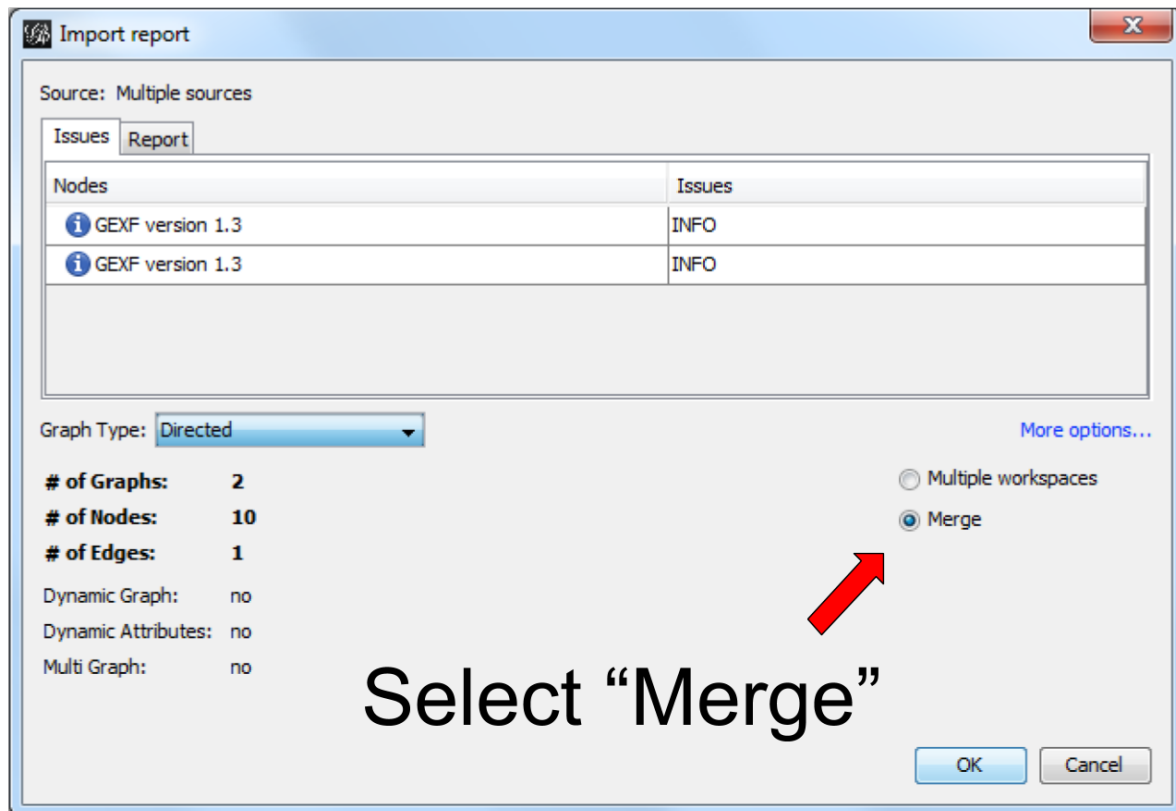 Import report
Source: Multiple sources
Issues Report
Nodes Issues
GEXF version 1.3 INFO
GEXF version 1.3 INFO
Graph Type: Directed More options...
# of Graphs: 2 Multiple workspaces
# of Nodes: 10 Merge
# of Edges: 1
Dynamic Graph: no
Dynamic Attributes: no
Multi Graph: no
Select “Merge”
OK Cancel